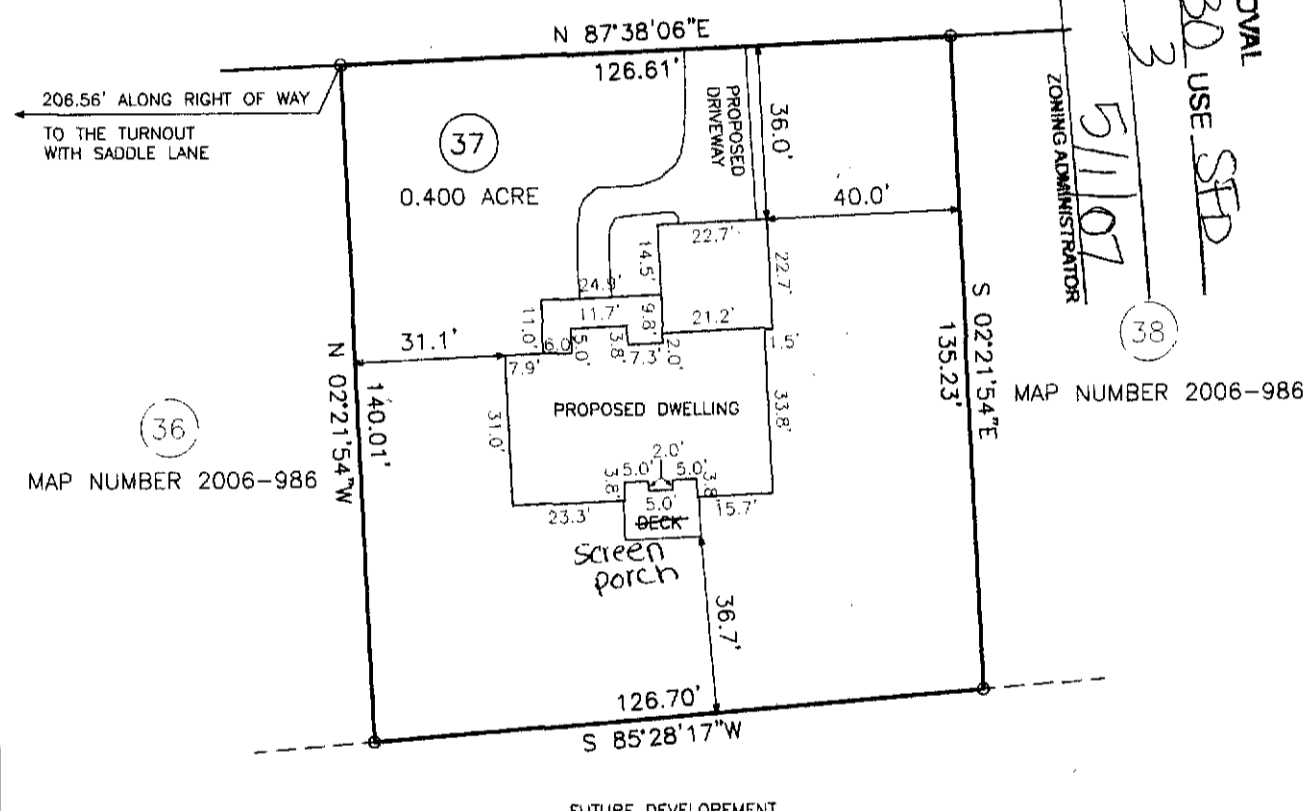 N 87°38'06"E
126.61'
206.56' ALONG RIGHT OF WAY
TO THE TURNOUT
WITH SADDLE LANE
37
0.400 ACRE
PROPOSED
DRIVEWAY
36.0'
40.0'
22.7'
14.5'
22.7'
24.9'
11.0'
11.7'
9.8'
21.2'
6.0
5.0'
3.8'
7.3'
2.0'
1.5'
31.1'
7.9'
N 02°21'54"W
140.01'
31.0'
PROPOSED DWELLING
33.8'
S 02°21'54"E
135.23'
36
MAP NUMBER 2006-986
38
MAP NUMBER 2006-986
2.0'
5.0'
5.0'
3.8'
3.8'
23.3'
5.0'
15.7'
DECK
Screen
porch
36.7'
126.70'
S 85°28'17"W
FUTURE DEVELOPEMENT
OVAL
USE SFD
3
5/1/07
ZONING ADMINISTRATOR